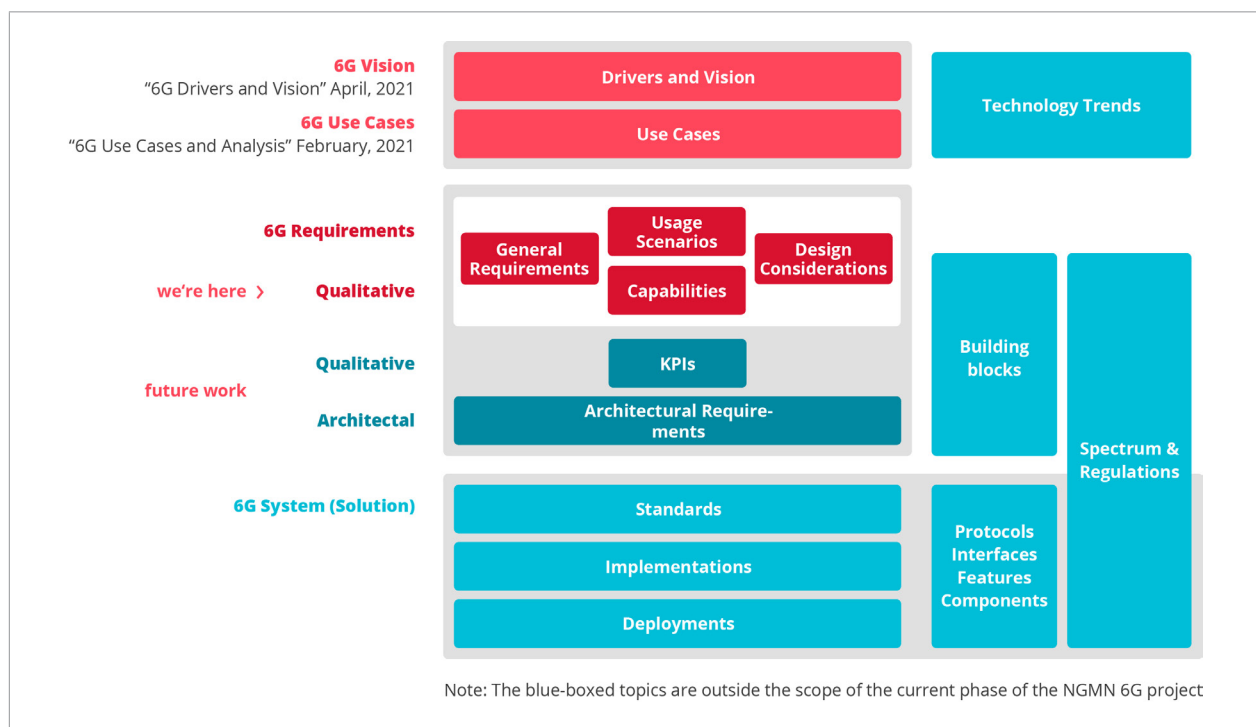 6G Vision
“6G Drivers and Vision” April, 2021
6G Use Cases
“6G Use Cases and Analysis” February, 2021
Drivers and Vision
Use Cases
Technology Trends
6G Requirements
we’re here ›
Qualitative
General
Requirements
Usage
Scenarios
Capabilities
Design
Considerations
Qualitative
future work
Architectal
KPIs
Architectural Require-
ments
Building
blocks
Spectrum &
Regulations
6G System (Solution)
Standards
Implementations
Deployments
Protocols
Interfaces
Features
Components
Note: The blue-boxed topics are outside the scope of the current phase of the NGMN 6G project